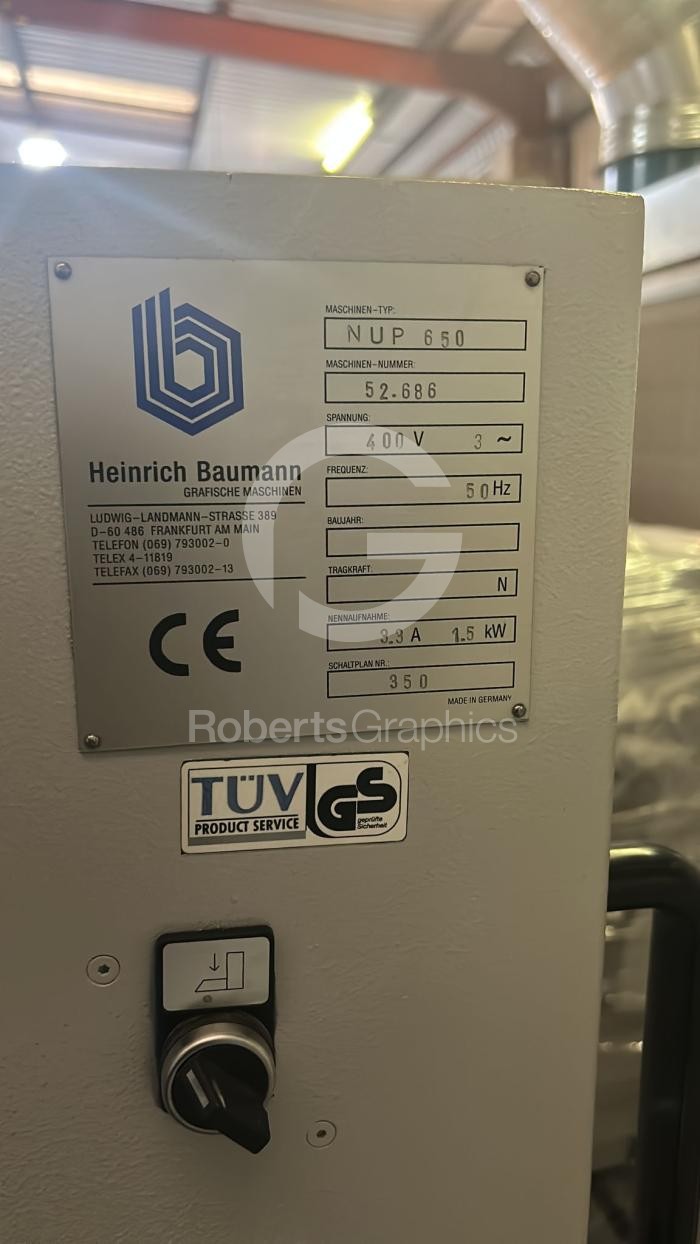 MASCHINEN-TYP:
NUP 650
MASCHINEN-NUMMER:
52.686
SPANNUNG:
400 V 3 ~
FREQUENZ:
50 Hz
BAUJAHR:
TRAGKRAFT:
N
NENNAUFNAHME:
3.3 A 1.5 kW
SCHALTPLAN NR.:
350
MADE IN GERMANY
b
Heinrich Baumann
GRAFISCHE MASCHINEN
LUDWIG-LANDMANN-STRASSE 389
D-60 486 FRANKFURT AM MAIN
TELEFON (069) 793002-0
TELEX 4-11819
TELEFAX (069) 793002-13
CE
G
RobertsGraphics
TÜV
PRODUCT SERVICE
GS
geprüfte
Sicherheit